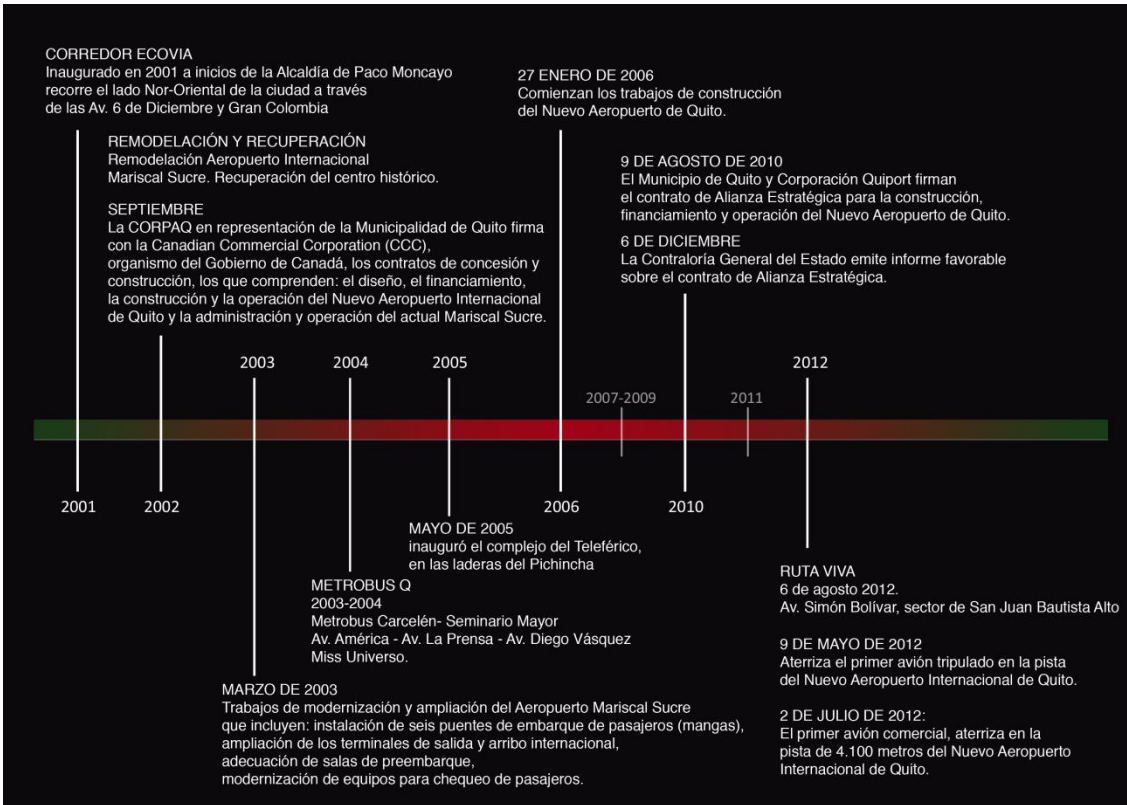 CORREDOR ECOVIA
Inaugurado en 2001 a inicios de la Alcaldía de Paco Moncayo
recorre el lado Nor-Oriental de la ciudad a través
de las Av. 6 de Diciembre y Gran Colombia
REMODELACIÓN Y RECUPERACIÓN
Remodelación Aeropuerto Internacional
Mariscal Sucre. Recuperación del centro histórico.
SEPTIEMBRE
La CORPAQ en representación de la Municipalidad de Quito firma
con la Canadian Commercial Corporation (CCC),
organismo del Gobierno de Canadá, los contratos de concesión y
construcción, los que comprenden: el diseño, el financiamiento,
la construcción y la operación del Nuevo Aeropuerto Internacional
de Quito y la administración y operación del actual Mariscal Sucre.
27 ENERO DE 2006
Comienzan los trabajos de construcción
del Nuevo Aeropuerto de Quito.
9 DE AGOSTO DE 2010
El Municipio de Quito y Corporación Quiport firman
el contrato de Alianza Estratégica para la construcción,
financiamiento y operación del Nuevo Aeropuerto de Quito.
6 DE DICIEMBRE
La Contraloría General del Estado emite informe favorable
sobre el contrato de Alianza Estratégica.
2003
2004
2005
2007-2009
2011
2012
2001
2002
2006
2010
MAYO DE 2005
inauguró el complejo del Teleférico,
en las laderas del Pichincha
METROBUS Q
2003-2004
Metrobus Carcelén- Seminario Mayor
Av. América - Av. La Prensa - Av. Diego Vásquez
Miss Universo.
MARZO DE 2003
Trabajos de modernización y ampliación del Aeropuerto Mariscal Sucre
que incluyen: instalación de seis puentes de embarque de pasajeros (mangas),
ampliación de los terminales de salida y arribo internacional,
adecuación de salas de preembarque,
modernización de equipos para chequeo de pasajeros.
RUTA VIVA
6 de agosto 2012.
Av. Simón Bolívar, sector de San Juan Bautista Alto
9 DE MAYO DE 2012
Aterriza el primer avión tripulado en la pista
del Nuevo Aeropuerto Internacional de Quito.
2 DE JULIO DE 2012:
El primer avión comercial, aterriza en la
pista de 4.100 metros del Nuevo Aeropuerto
Internacional de Quito.